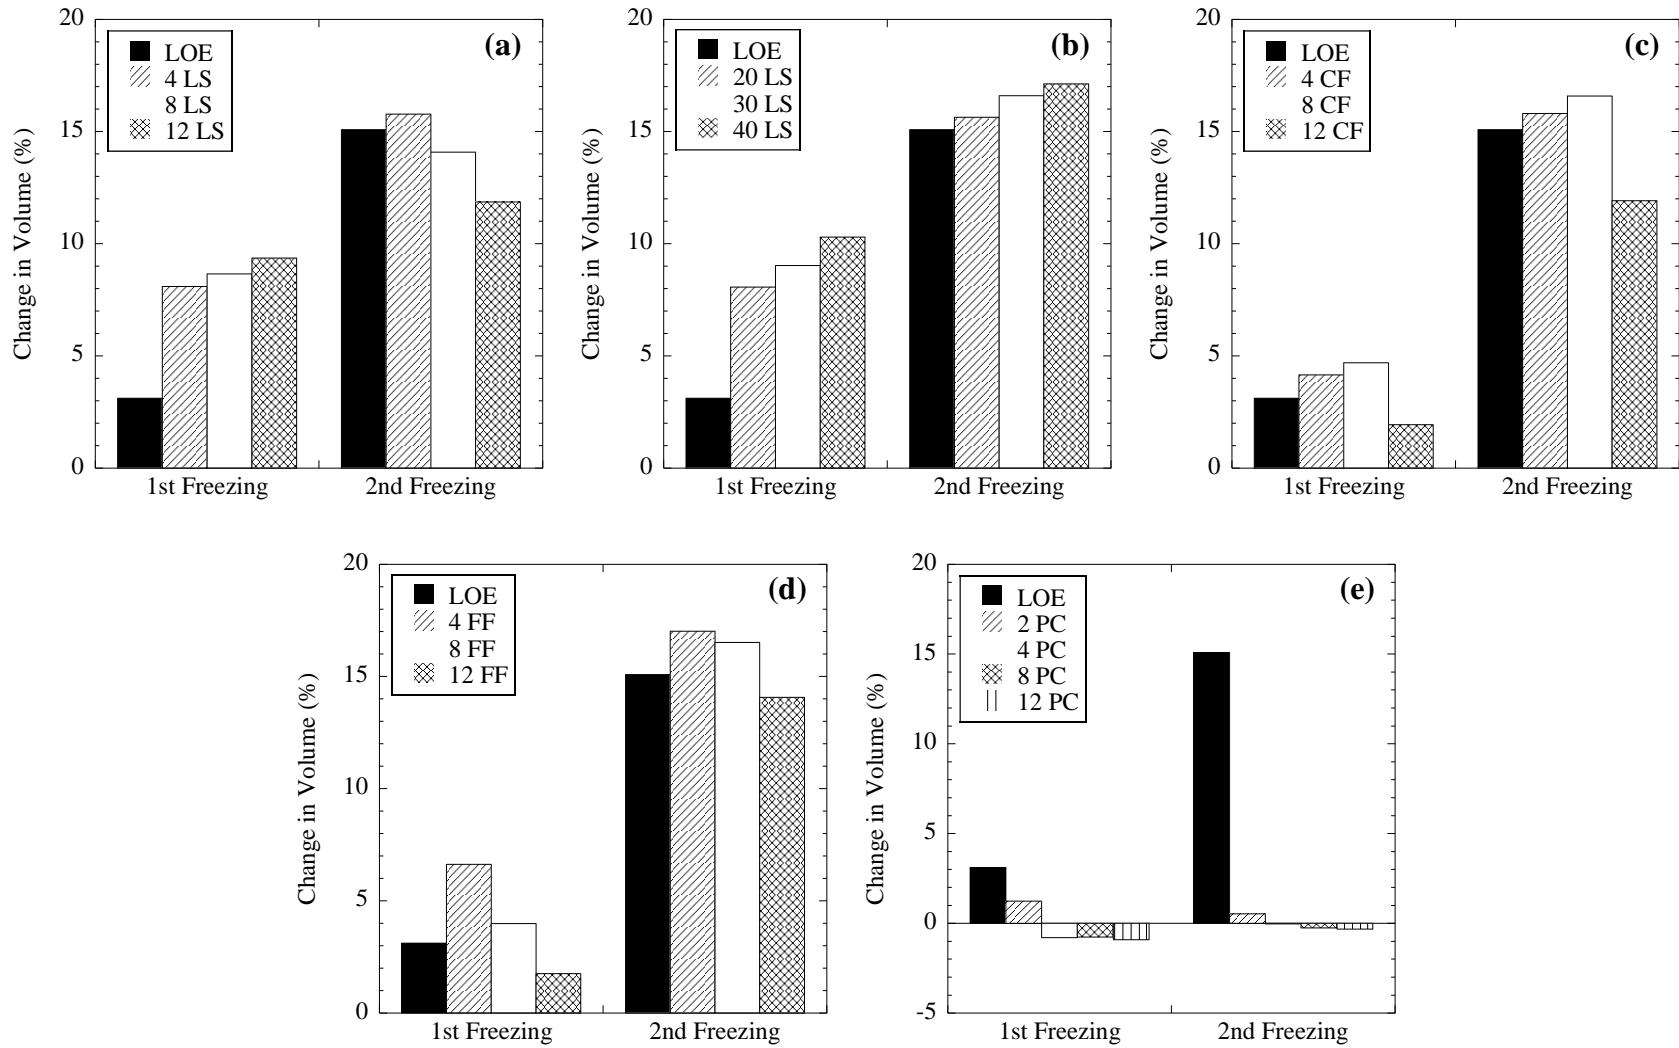 (a)
LOE
4 LS
8 LS
12 LS
20
15
10
5
0
Change in Volume (%)
1st Freezing
2nd Freezing
(b)
LOE
20 LS
30 LS
40 LS
20
15
10
5
0
Change in Volume (%)
1st Freezing
2nd Freezing
(c)
LOE
4 CF
8 CF
12 CF
20
15
10
5
0
Change in Volume (%)
1st Freezing
2nd Freezing
(d)
LOE
4 FF
8 FF
12 FF
20
15
10
5
0
Change in Volume (%)
1st Freezing
2nd Freezing
(e)
LOE
2 PC
4 PC
8 PC
12 PC
20
15
10
5
0
-5
Change in Volume (%)
1st Freezing
2nd Freezing